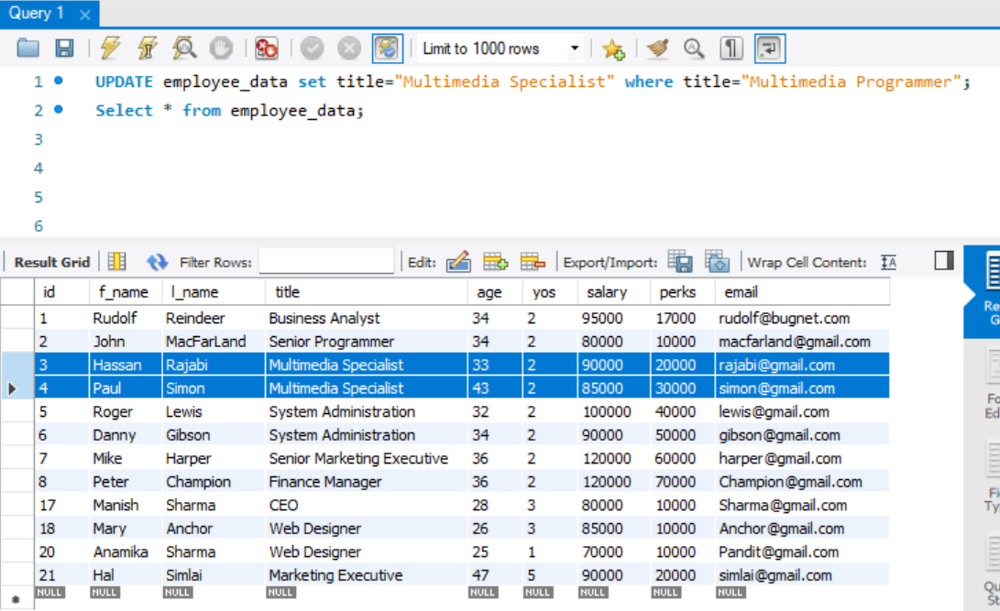 Query 1 ×
Limit to 1000 rows
1 UPDATE employee_data set title="Multimedia Specialist" where title="Multimedia Programmer";
2 Select * from employee_data;
3
4
5
6
Result Grid Filter Rows: Edit: Export/Import: Wrap Cell Content: IA
id f_name l_name title age yos salary perks email
1 Rudolf Reindeer Business Analyst 34 2 95000 17000 rudolf@bugnet.com
2 John MacFarLand Senior Programmer 34 2 80000 10000 macfarland@gmail.com
3 Hassan Rajabi Multimedia Specialist 33 2 90000 20000 rajabi@gmail.com
4 Paul Simon Multimedia Specialist 43 2 85000 30000 simon@gmail.com
5 Roger Lewis System Administration 32 2 100000 40000 lewis@gmail.com
6 Danny Gibson System Administration 34 2 90000 50000 gibson@gmail.com
7 Mike Harper Senior Marketing Executive 36 2 120000 60000 harper@gmail.com
8 Peter Champion Finance Manager 36 2 120000 70000 Champion@gmail.com
17 Manish Sharma CEO 28 3 80000 10000 Sharma@gmail.com
18 Mary Anchor Web Designer 26 3 85000 10000 Anchor@gmail.com
20 Anamika Sharma Web Designer 25 1 70000 10000 Pandit@gmail.com
21 Hal Simlai Marketing Executive 47 5 90000 20000 simlai@gmail.com
NULL NULL NULL NULL NULL NULL NULL NULL NULL